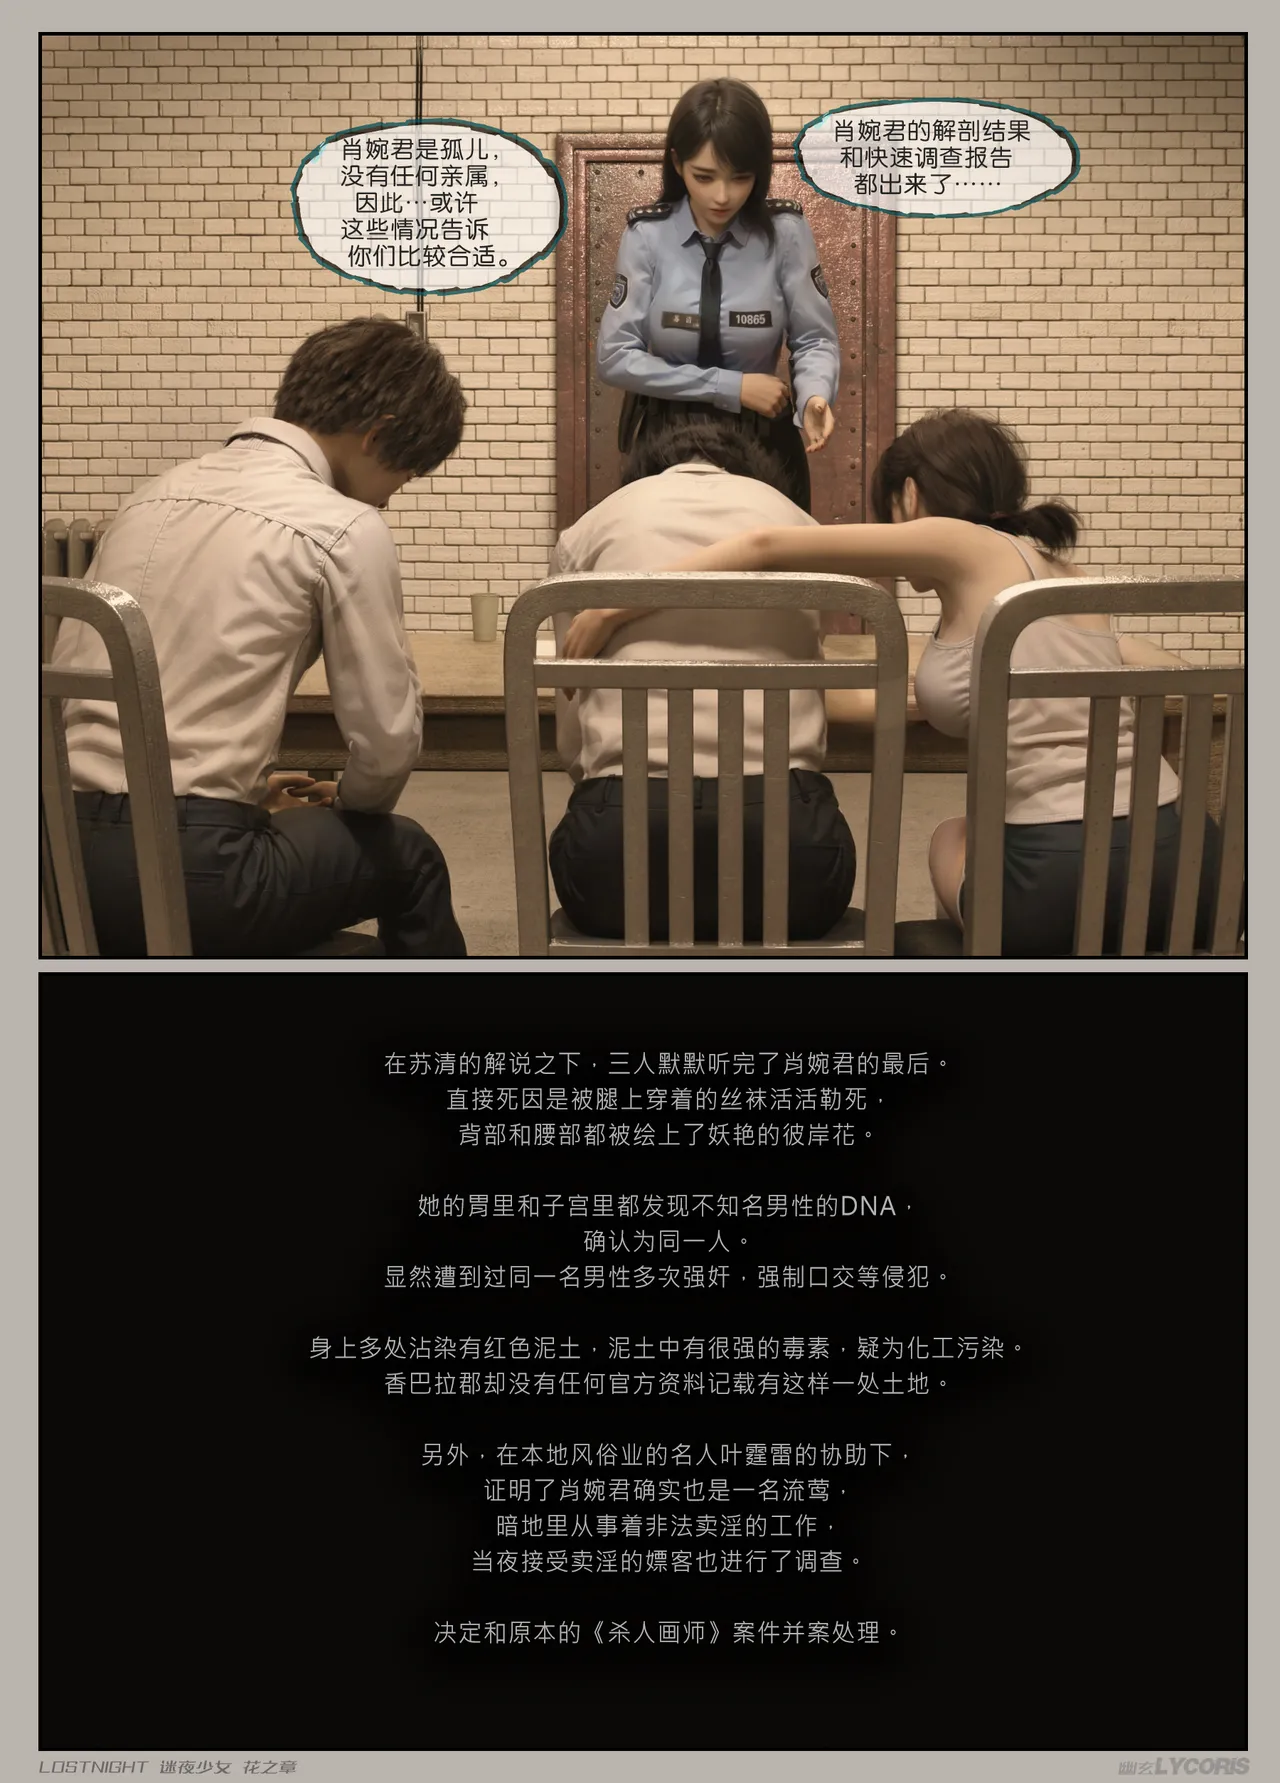 肖婉君的解剖结果
和快速调查报告
都出来了……
肖婉君是孤儿，
没有任何亲属，
因此…或许
这些情况告诉
你们比较合适。
10865
在苏清的解说之下，三人默默听完了肖婉君的最后。
直接死因是被腿上穿着的丝袜活活勒死，
背部和腰部都被绘上了妖艳的彼岸花。
她的胃里和子宫里都发现不知名男性的DNA，
确认为同一人。
显然遭到过同一名男性多次强奸，强制口交等侵犯。
身上多处沾染有红色泥土，泥土中有很强的毒素，疑为化工污染。
香巴拉郡却没有任何官方资料记载有这样一处土地。
另外，在本地风俗业的名人叶霆雷的协助下，
证明了肖婉君确实也是一名流莺，
暗地里从事着非法卖淫的工作，
当夜接受卖淫的嫖客也进行了调查。
决定和原本的《杀人画师》案件并案处理。
LOSTNIGHT 迷夜少女 花之章
幽玄LYCORIS